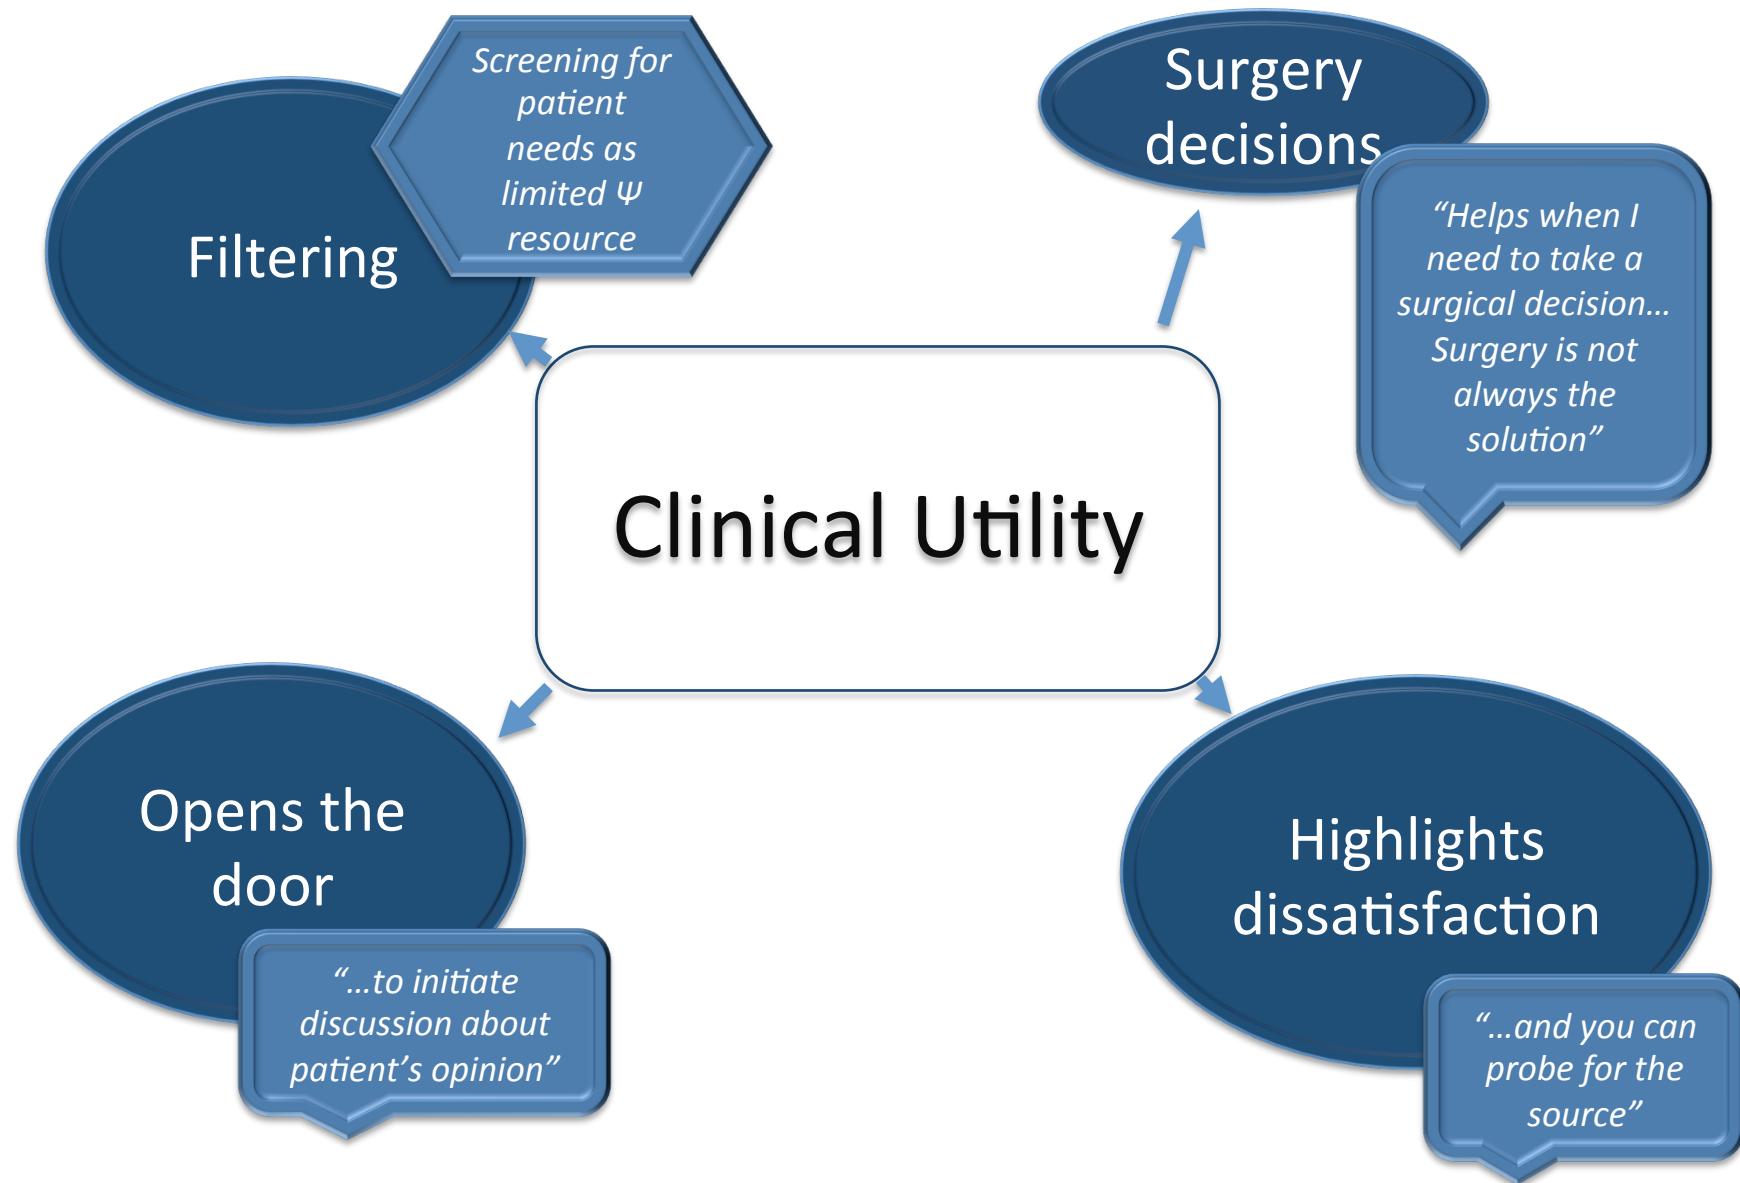 Filtering
Screening for
patient
needs as
limited Ψ
resource
Surgery
decisions
“Helps when I
need to take a
surgical decision…
Surgery is not
always the
solution”
Clinical Utility
Opens the
door
“…to initiate
discussion about
patient’s opinion”
Highlights
dissatisfaction
“…and you can
probe for the
source”